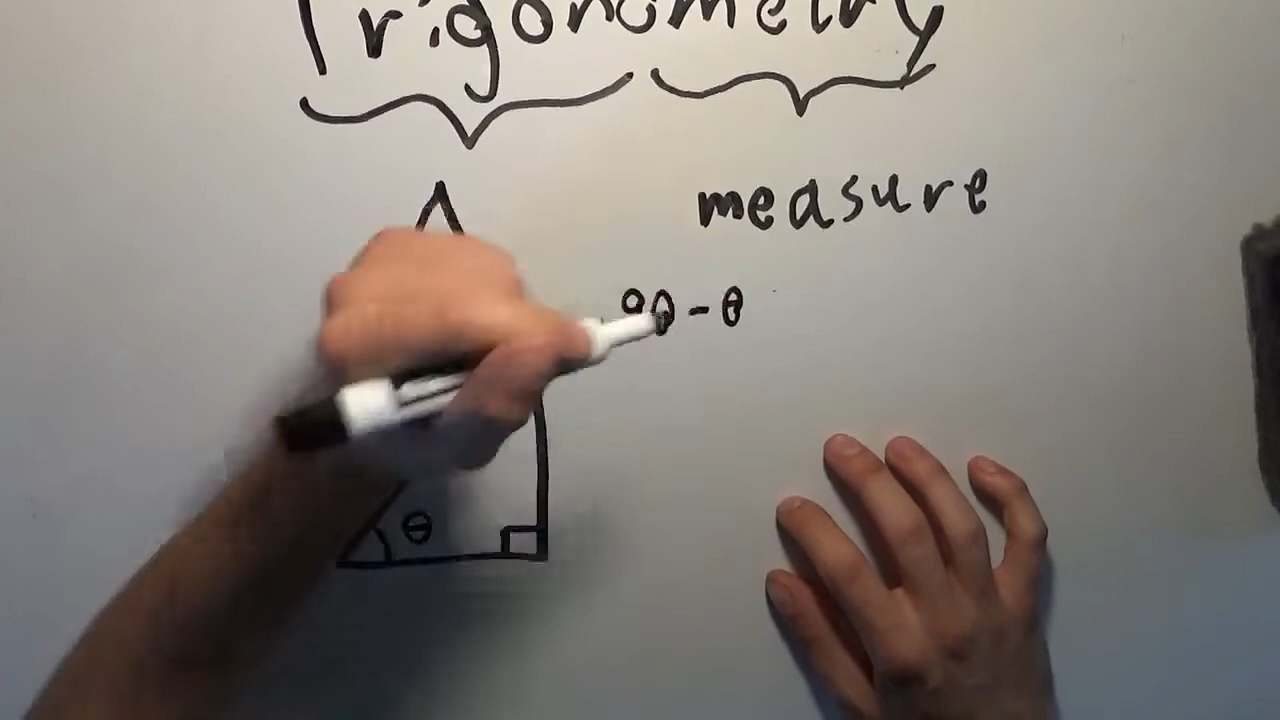 Trigonometry
measure
90 - θ
θ